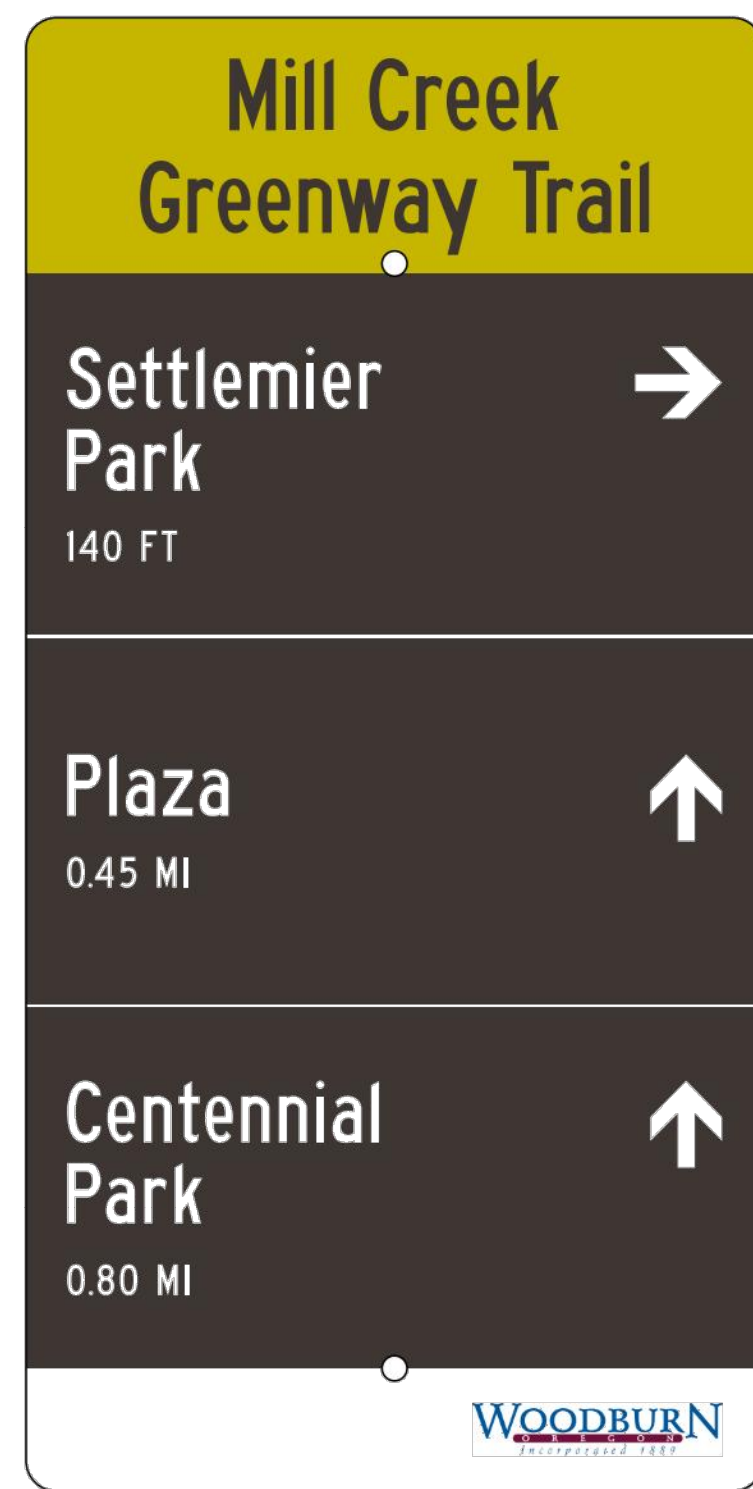 Mill Creek
Greenway Trail
Settlemier
Park
140 FT
Plaza
0.45 MI
Centennial
Park
0.80 MI
WOODBURN
OREGON
Incorporated 1889